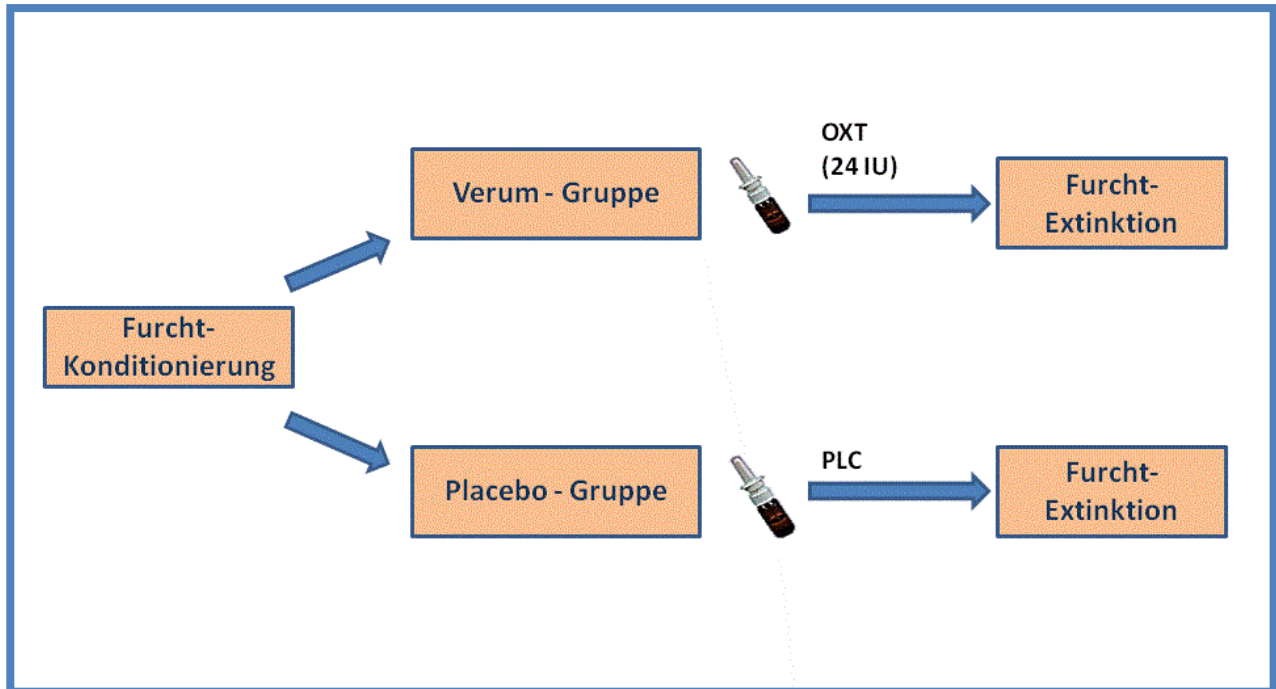 Furcht-
Konditionierung
Verum - Gruppe
OXT
(24 IU)
Furcht-
Extinktion
Placebo - Gruppe
PLC
Furcht-
Extinktion